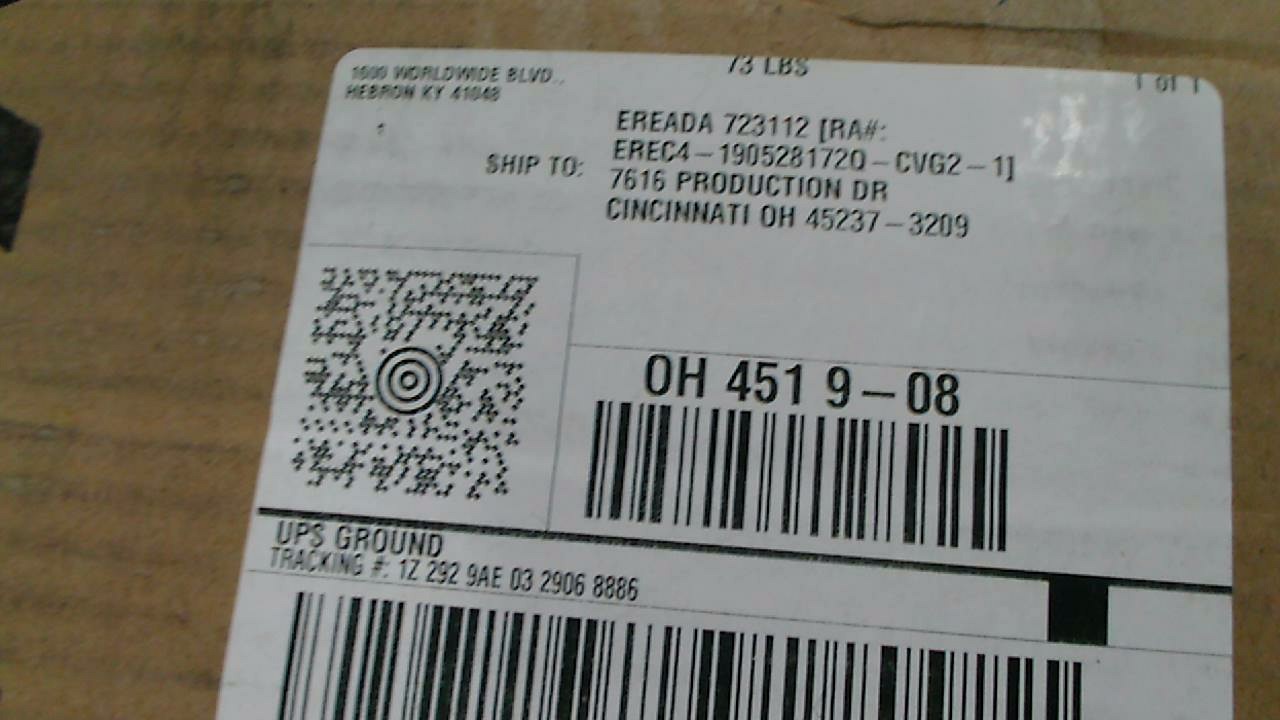 73 LBS
1 of 1
1600 WORLDWIDE BLVD..
HEBRON KY 41048
SHIP TO:
EREADA 723112 [RA#:
EREC4-190528172Q-CVG2-1]
7616 PRODUCTION DR
CINCINNATI OH 45237-3209
OH 451 9-08
UPS GROUND
TRACKING #: 1Z 292 9AE 03 2906 8886